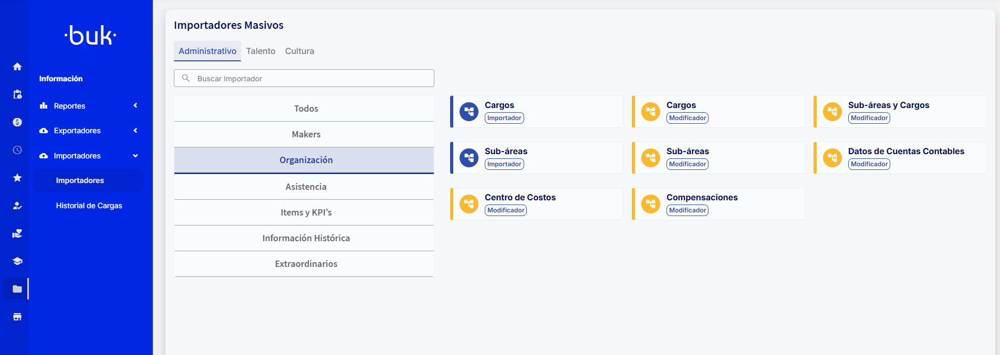 buk
Información
Reportes
Exportadores
Importadores
Importadores
Historial de Cargas
Importadores Masivos
Administrativo Talento Cultura
Buscar Importador
Todos
Makers
Organización
Asistencia
Items y KPI’s
Información Histórica
Extraordinarios
Cargos
Importador
Cargos
Modificador
Sub-áreas y Cargos
Modificador
Sub-áreas
Importador
Sub-áreas
Modificador
Datos de Cuentas Contables
Modificador
Centro de Costos
Modificador
Compensaciones
Modificador